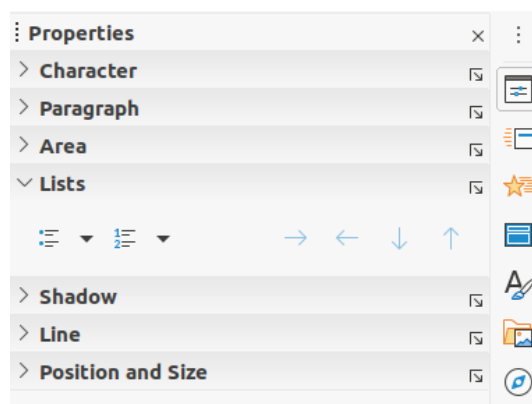 Properties
Character
Paragraph
Area
Lists
Shadow
Line
Position and Size